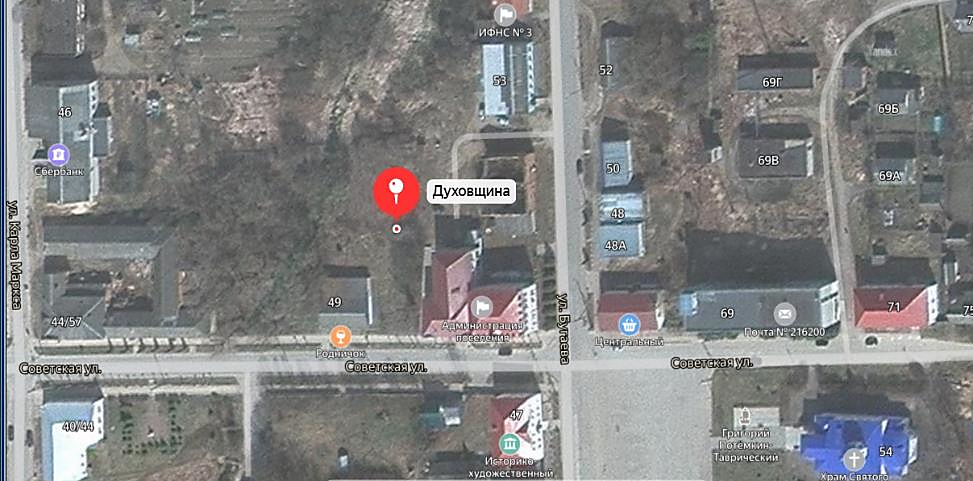 ИФНС № 3
Yandex
53
52
69Г
46
69Б
Сбербанк
69В
50
69А
Духовщина
48
48А
ул. Карла Маркса
49
44/57
Администрация
поселения
Родничок
ул. Бугаева
Центральный
69
Почта № 216200
71
75
Советская ул.
Советская ул.
Советская ул.
40/44
47
Историко-
художественный
Григорий
Потёмкин-
Таврический
54
Храм Святого